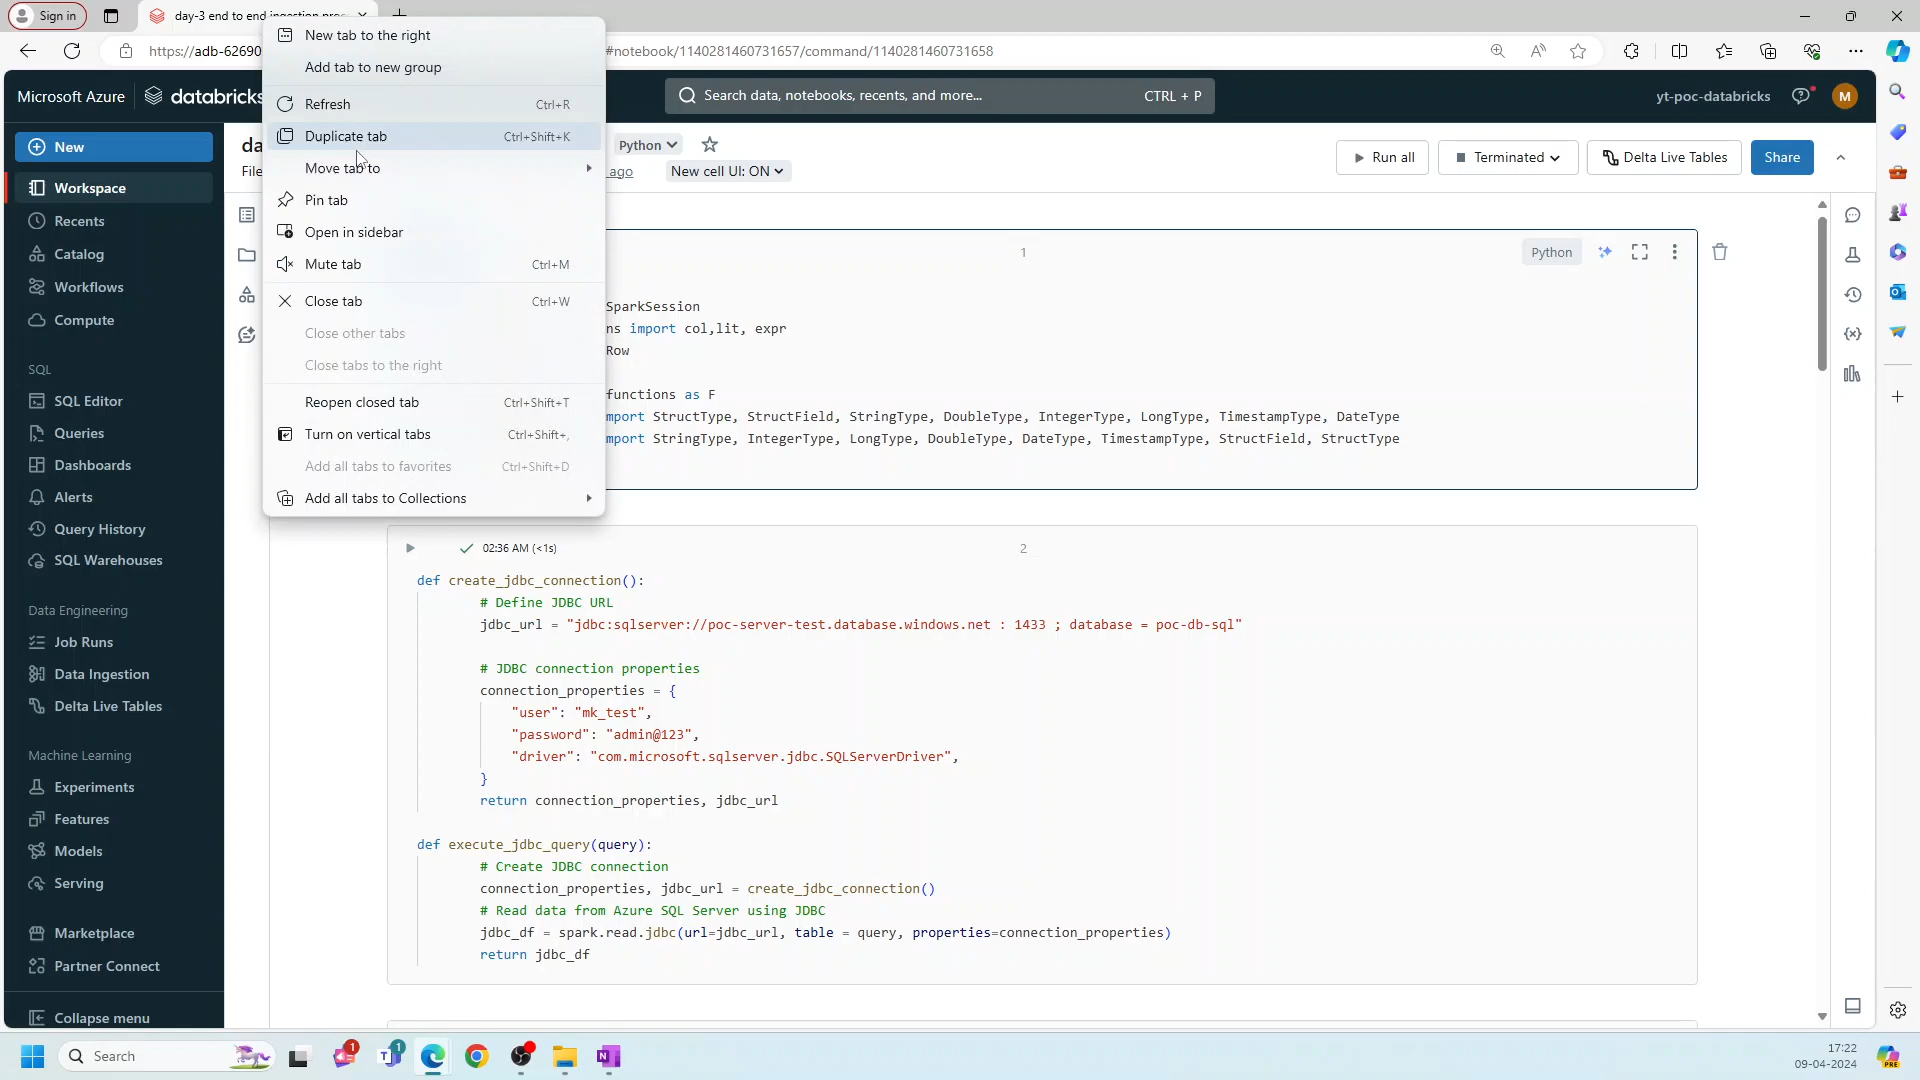 Sign in
day-3 end to end ingestion pro
https://adb-62690
#notebook/1140281460731657/command/1140281460731658
New tab to the right
Add tab to new group
Refresh Ctrl+R
Duplicate tab Ctrl+Shift+K
Move tab to
Pin tab
Open in sidebar
Mute tab Ctrl+M
Close tab Ctrl+W
Close other tabs
Close tabs to the right
Reopen closed tab Ctrl+Shift+T
Turn on vertical tabs Ctrl+Shift+,
Add all tabs to favorites Ctrl+Shift+D
Add all tabs to Collections
Microsoft Azure databricks
Search data, notebooks, recents, and more... CTRL + P
yt-poc-databricks
M
New
Workspace
Recents
Catalog
Workflows
Compute
SQL
SQL Editor
Queries
Dashboards
Alerts
Query History
SQL Warehouses
Data Engineering
Job Runs
Data Ingestion
Delta Live Tables
Machine Learning
Experiments
Features
Models
Serving
Marketplace
Partner Connect
Collapse menu
da
Python
Run all
Terminated
Delta Live Tables
Share
File
ago
New cell UI: ON
1
Python
SparkSession
ns import col,lit, expr
Row
functions as F
mport StructType, StructField, StringType, DoubleType, IntegerType, LongType, TimestampType, DateType
mport StringType, IntegerType, LongType, DoubleType, DateType, TimestampType, StructField, StructType
02:36 AM (<1s)
2
def create_jdbc_connection():
# Define JDBC URL
jdbc_url = "jdbc:sqlserver://poc-server-test.database.windows.net : 1433 ; database = poc-db-sql"
# JDBC connection properties
connection_properties = {
"user": "mk_test",
"password": "admin@123",
"driver": "com.microsoft.sqlserver.jdbc.SQLServerDriver",
}
return connection_properties, jdbc_url
def execute_jdbc_query(query):
# Create JDBC connection
connection_properties, jdbc_url = create_jdbc_connection()
# Read data from Azure SQL Server using JDBC
jdbc_df = spark.read.jdbc(url=jdbc_url, table = query, properties=connection_properties)
return jdbc_df
Search
1
1
17:22
09-04-2024
PRE